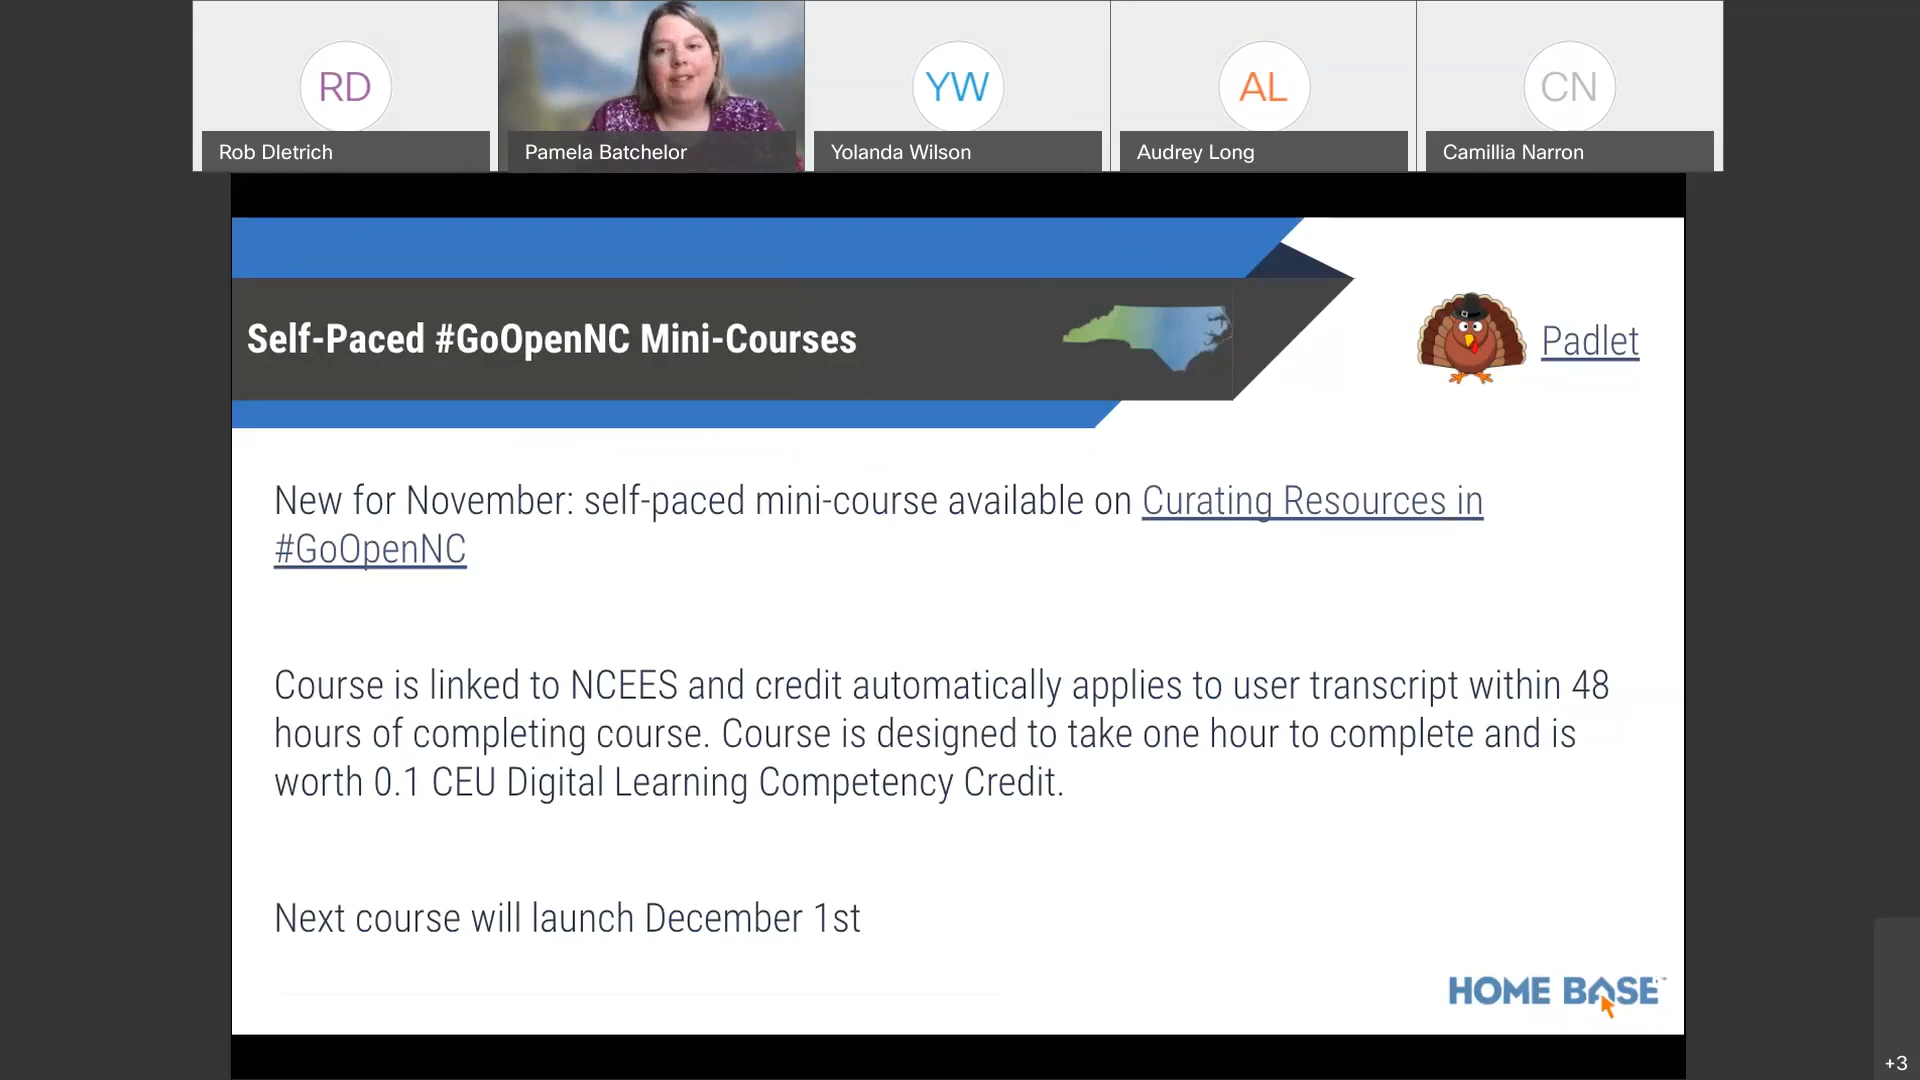 RD
YW
AL
CN
Rob Dletrich
Pamela Batchelor
Yolanda Wilson
Audrey Long
Camillia Narron
Self-Paced #GoOpenNC Mini-Courses
Padlet
New for November: self-paced mini-course available on Curating Resources in
#GoOpenNC
Course is linked to NCEES and credit automatically applies to user transcript within 48
hours of completing course. Course is designed to take one hour to complete and is
worth 0.1 CEU Digital Learning Competency Credit.
Next course will launch December 1st
HOME BASE
+3